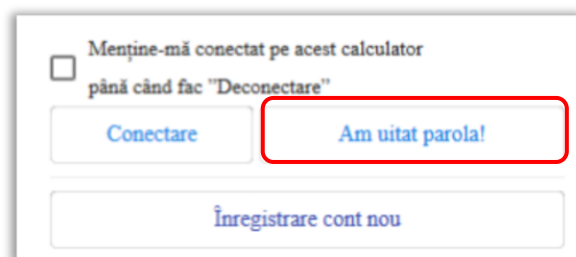 Menține-mă conectat pe acest calculator
până când fac ”Deconectare”
Conectare
Am uitat parola!
Înregistrare cont nou